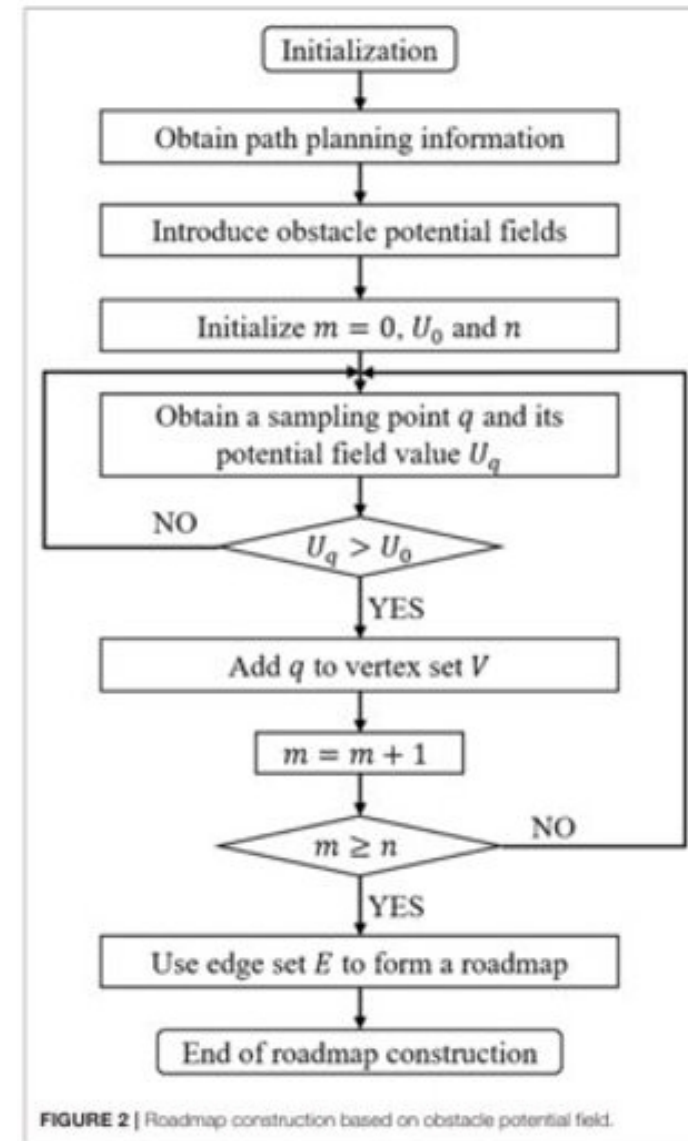 Initialization
Obtain path planning information
Introduce obstacle potential fields
Initialize m = 0, U₀ and n
Obtain a sampling point q and its
potential field value U_q
NO
U_q > U₀
YES
Add q to vertex set V
m = m + 1
NO
m ≥ n
YES
Use edge set E to form a roadmap
End of roadmap construction
FIGURE 2 | Roadmap construction based on obstacle potential field.